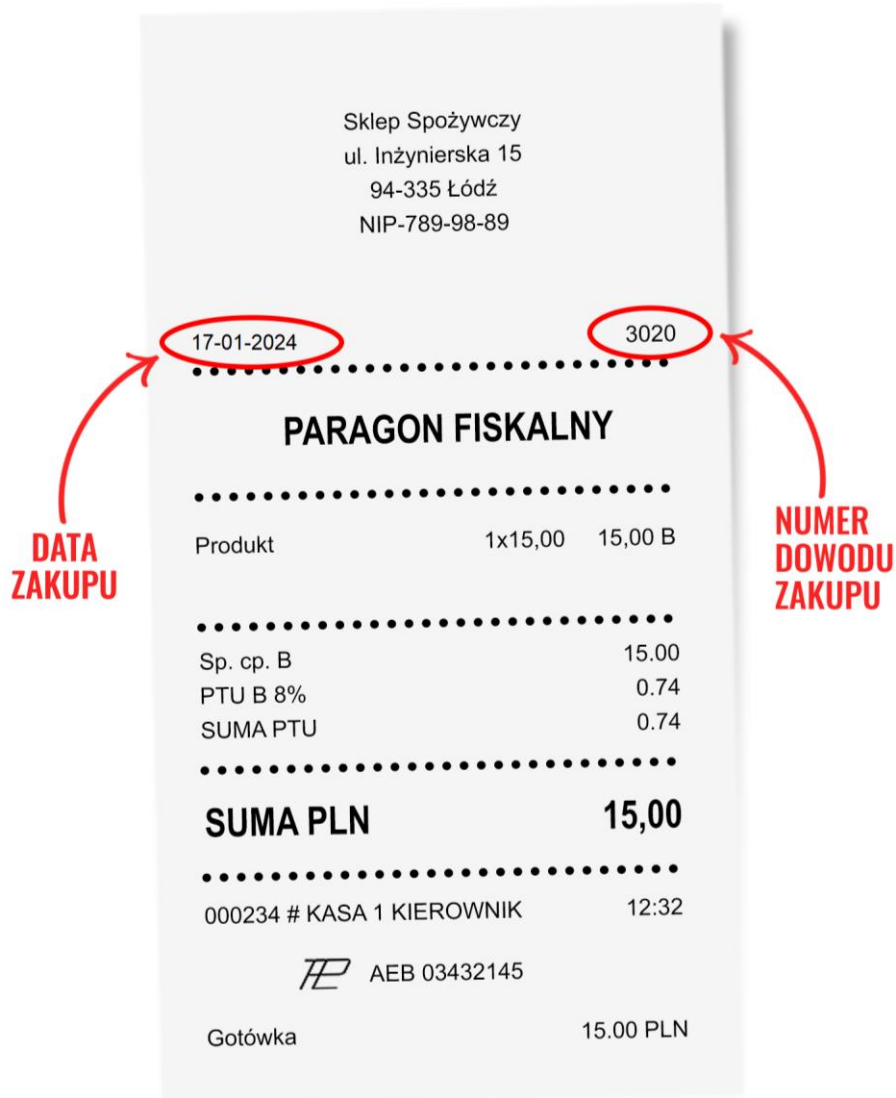 Sklep Spożywczy
ul. Inżynierska 15
94-335 Łódź
NIP-789-98-89
17-01-2024 3020
PARAGON FISKALNY
DATA
ZAKUPU
NUMER
DOWODU
ZAKUPU
Produkt 1x15,00 15,00 B
Sp. cp. B 15.00
PTU B 8% 0.74
SUMA PTU 0.74
SUMA PLN 15,00
000234 # KASA 1 KIEROWNIK 12:32
AEB 03432145
Gotówka 15.00 PLN